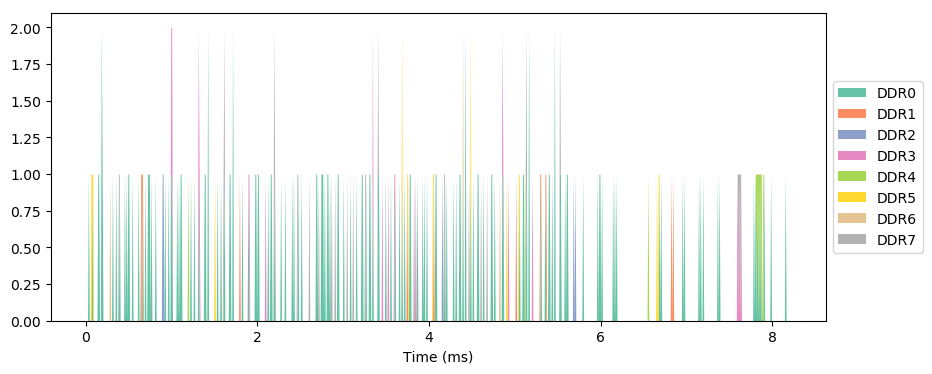 2.00
1.75
1.50
1.25
1.00
0.75
0.50
0.25
0.00
0 2 4 6 8
Time (ms)
DDR0
DDR1
DDR2
DDR3
DDR4
DDR5
DDR6
DDR7